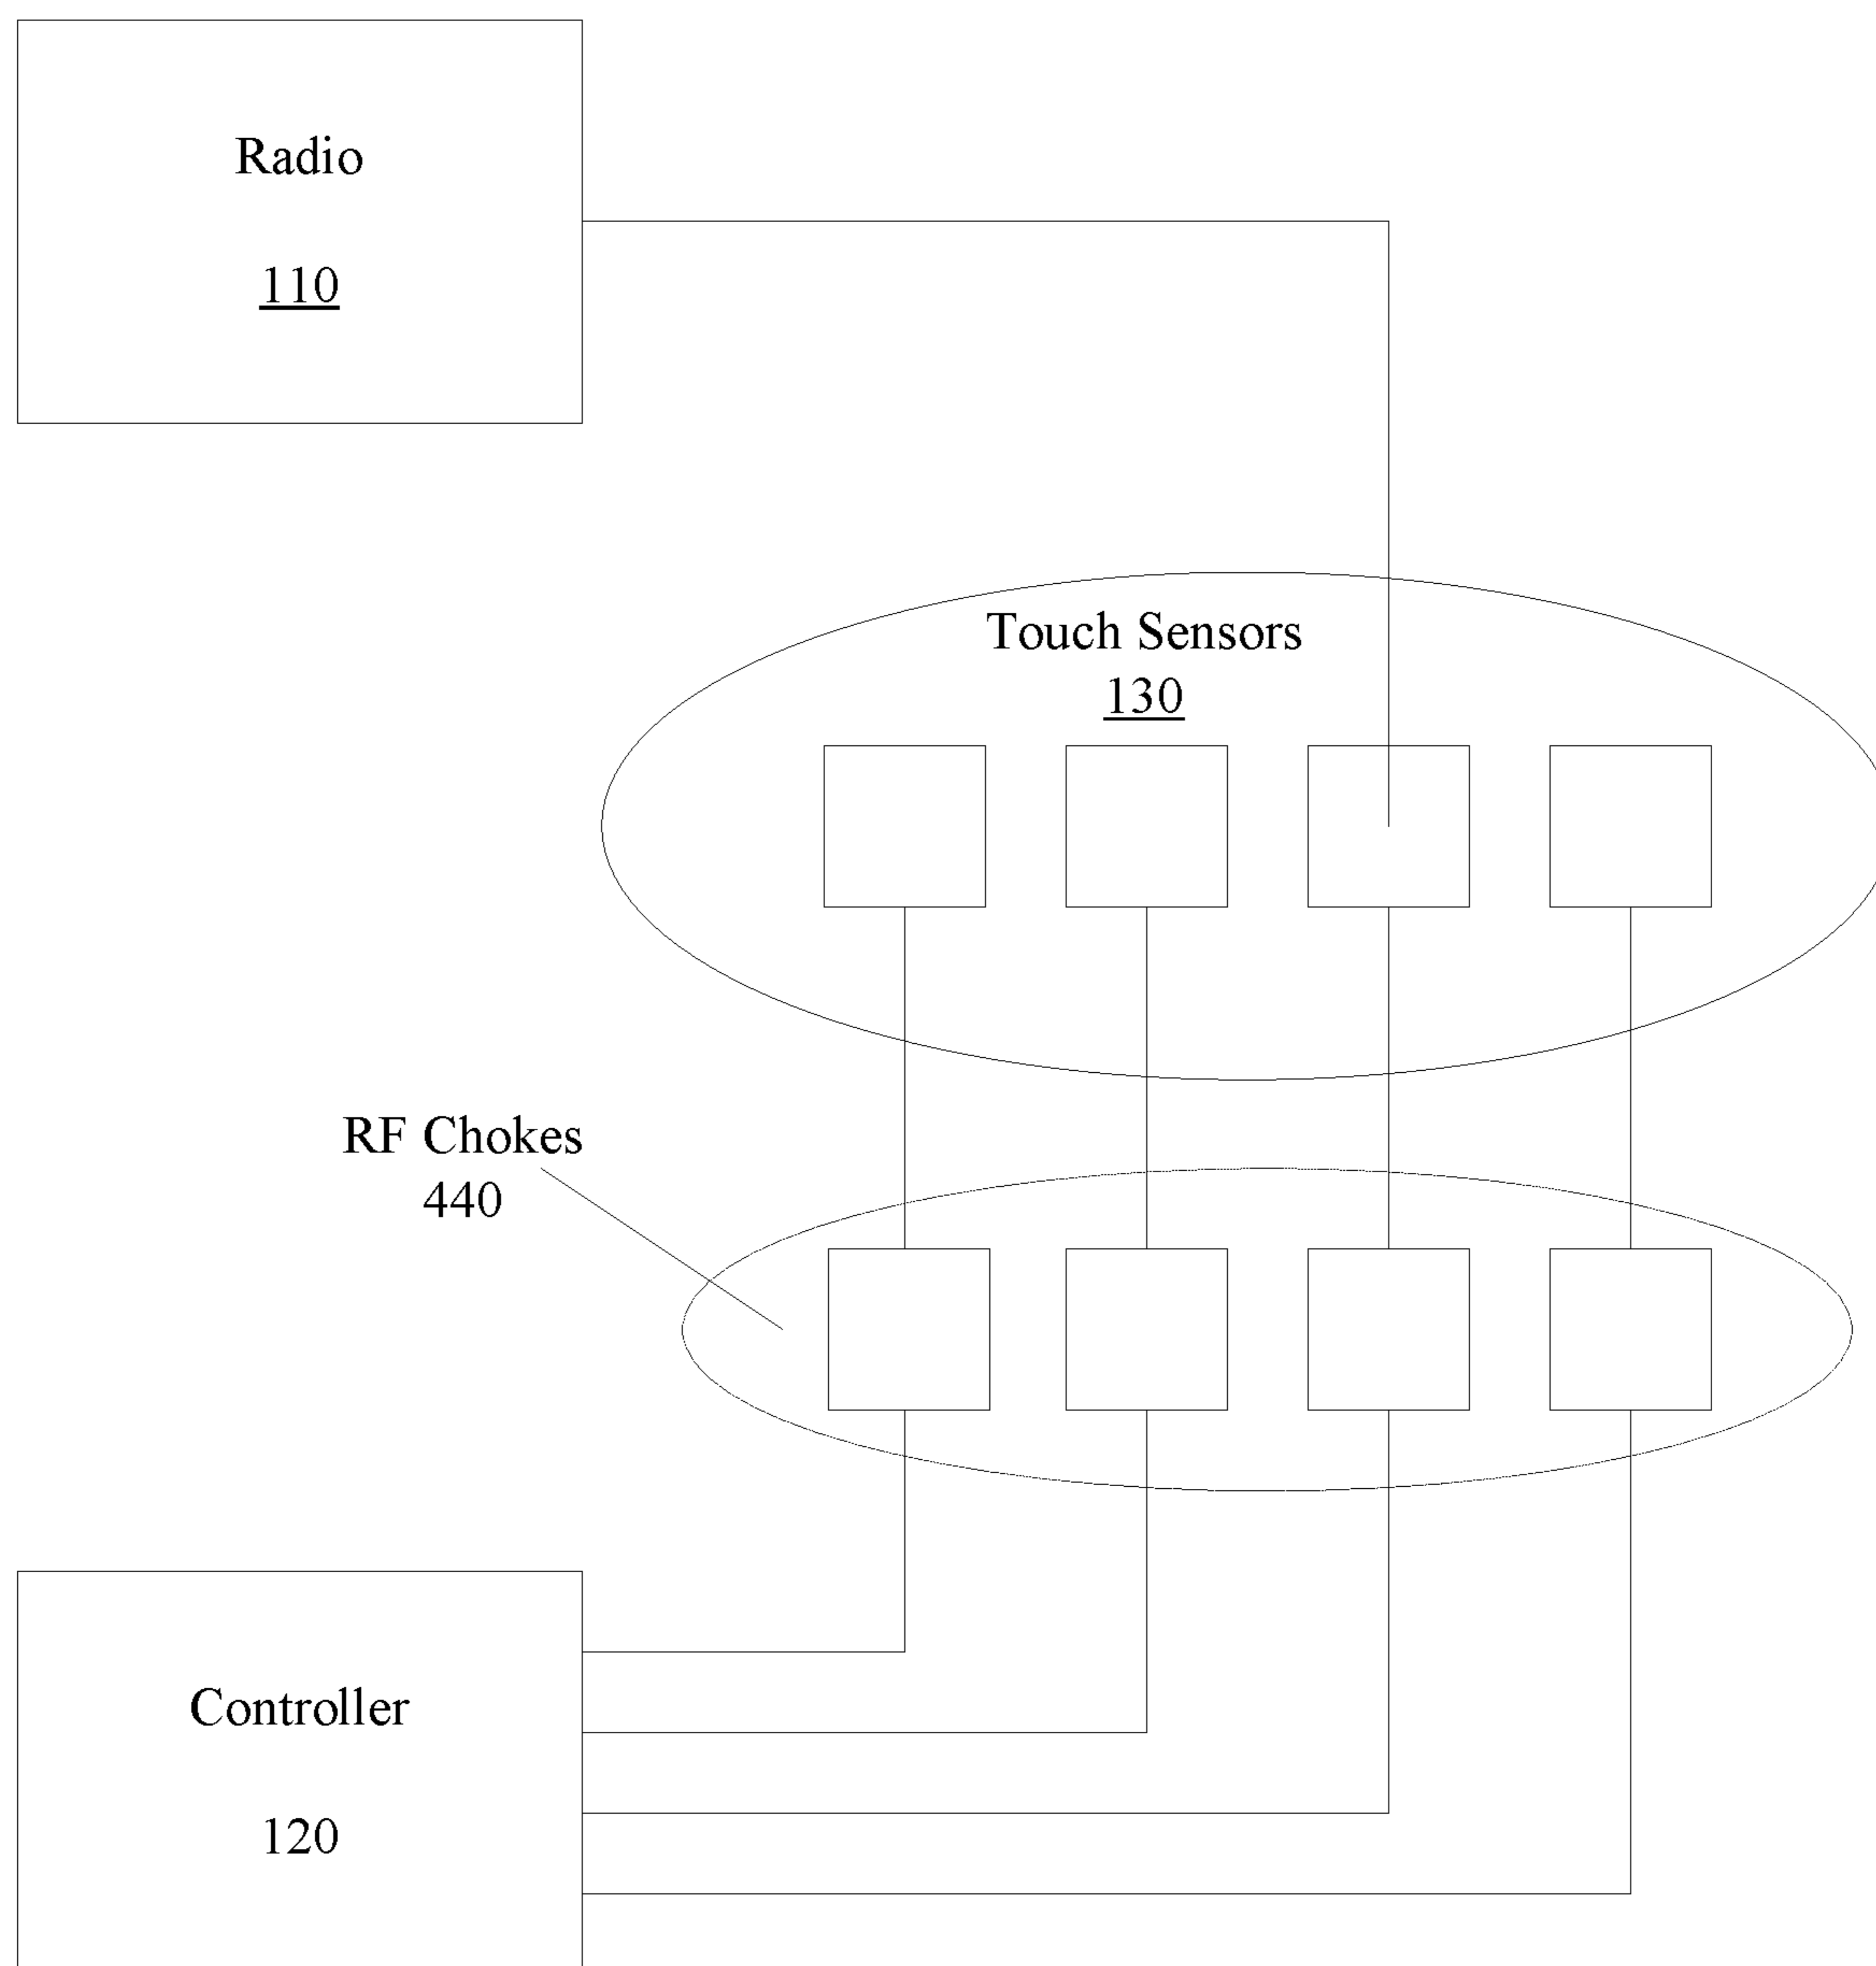 Radio
110
Touch Sensors
130
RF Chokes
440
Controller
120